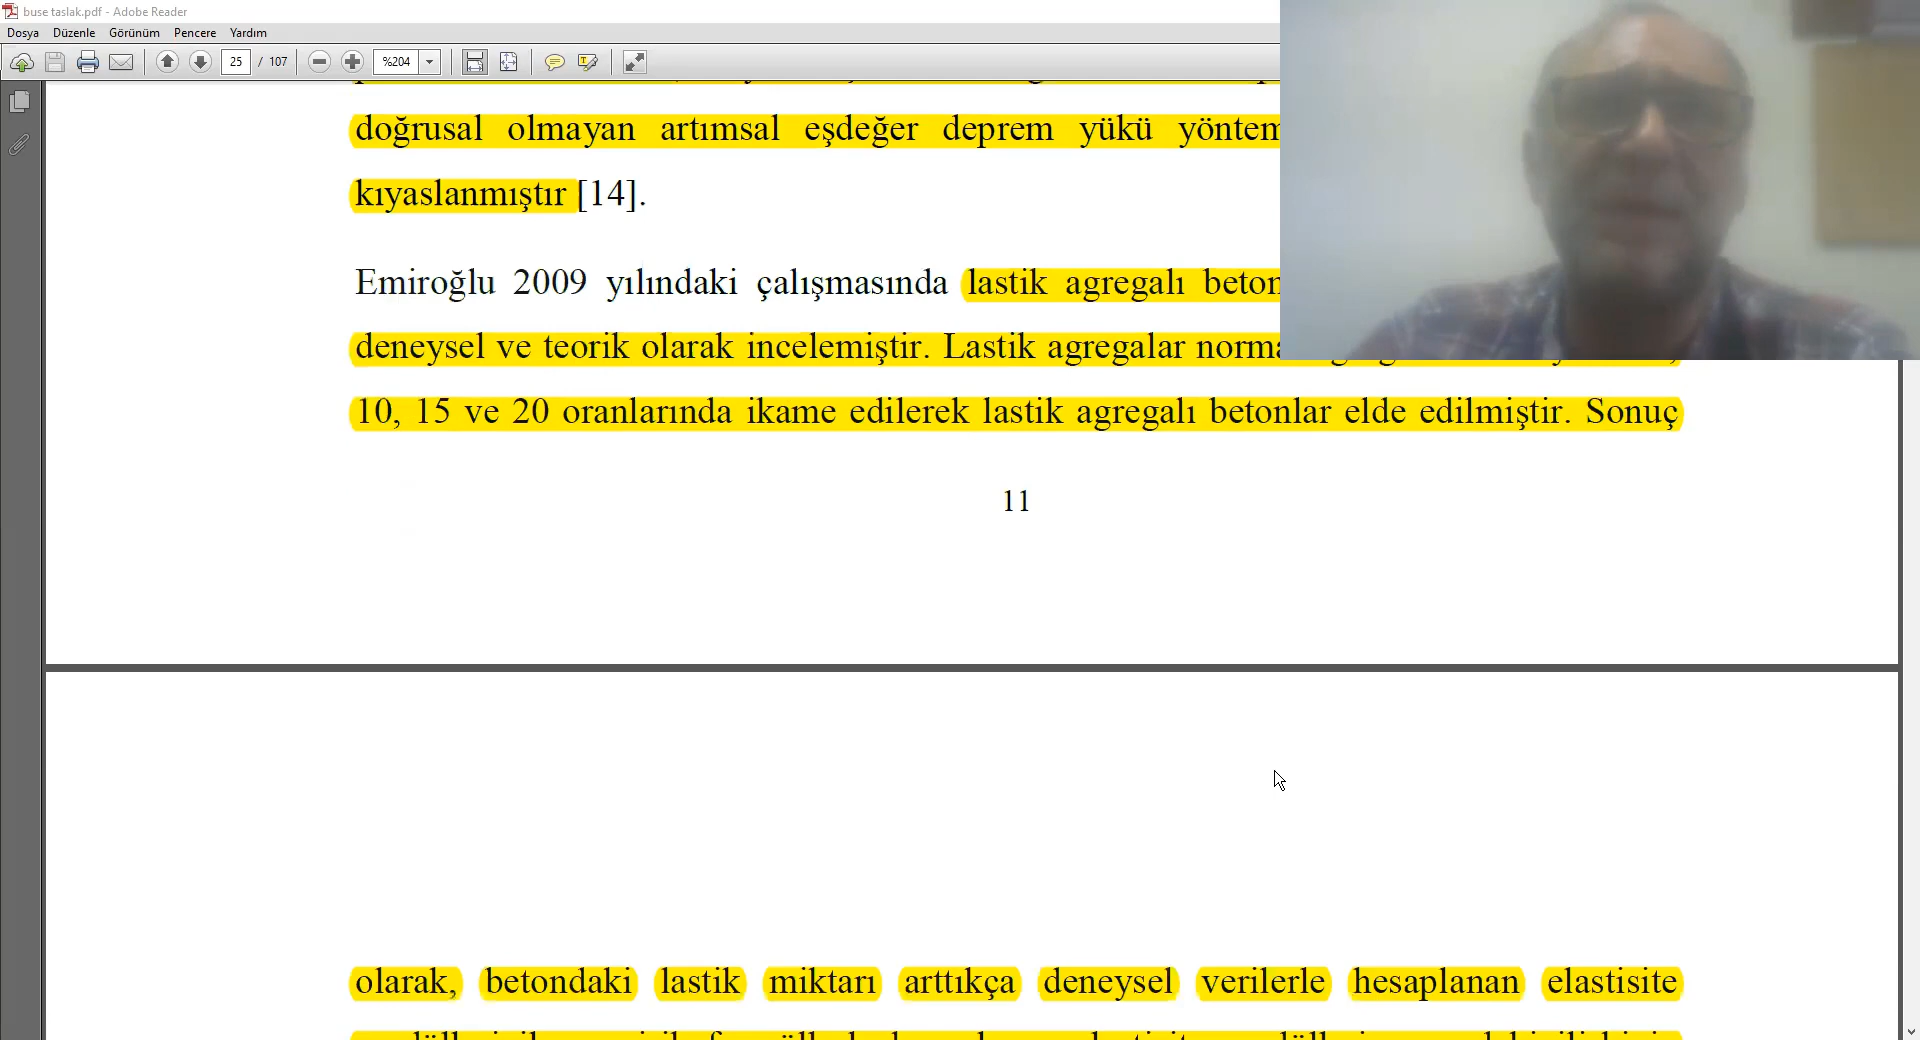 buse taslak.pdf - Adobe Reader
Dosya Düzenle Görünüm Pencere Yardım
25 / 107 %204
doğrusal olmayan artımsal eşdeğer deprem yükü
kıyaslanmıştır [14].
Emiroğlu 2009 yılındaki çalışmasında lastik agregalı
deneysel ve teorik olarak incelemiştir. Lastik agregalar
10, 15 ve 20 oranlarında ikame edilerek lastik agregalı betonlar elde edilmiştir. Sonuç
11
olarak, betondaki lastik miktarı arttıkça deneysel verilerle hesaplanan elastisite